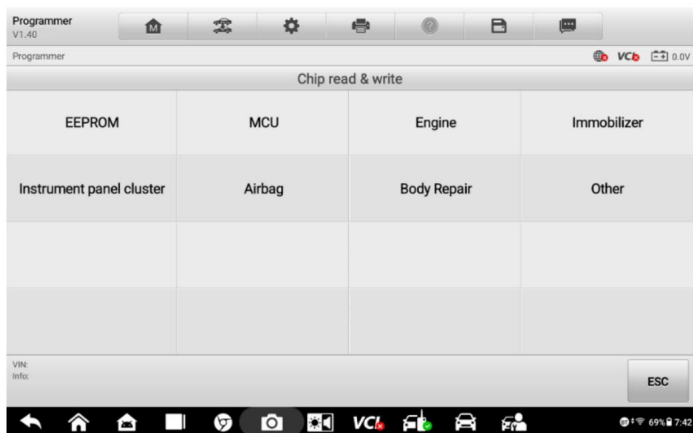 Programmer
V1.40
M
Programmer
VCI 0.0V
Chip read & write
EEPROM MCU Engine Immobilizer
Instrument panel cluster Airbag Body Repair Other
VIN:
Info:
ESC
VCI 69% 7:42